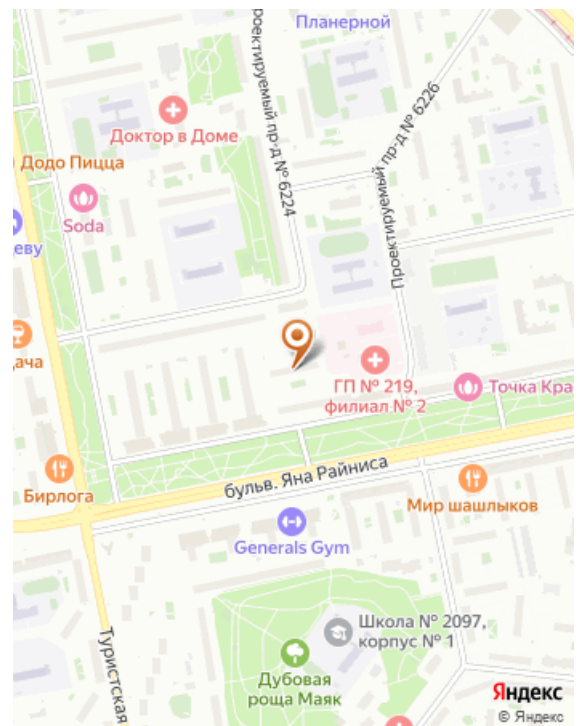 Планерной
роектируемый пр-д № 6224
Проектируемый пр-д № 6226
Доктор в Доме
Додо Пицца
Soda
еву
ача
ГП № 219,
филиал № 2
Точка Кра
Бирлога
бульв. Яна Райниса
Мир шашлыков
Generals Gym
Туристская
Школа № 2097,
корпус № 1
Дубовая
роща Маяк
Яндекс
© Яндекс